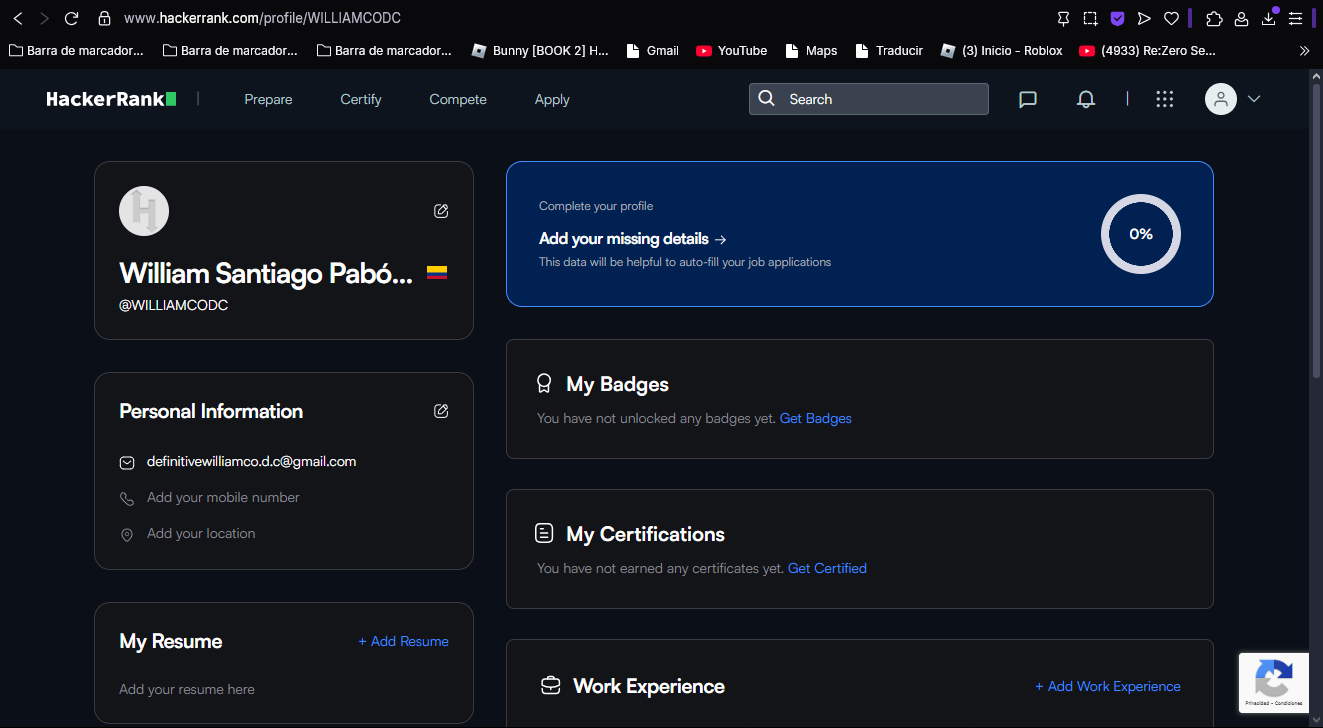 www.hackerrank.com/profile/WILLIAMCODC
Barra de marcador... Barra de marcador... Barra de marcador... Bunny [BOOK 2] H... Gmail YouTube Maps Traducir (3) Inicio - Roblox (4933) Re:Zero Se...
HackerRank Prepare Certify Compete Apply Search
William Santiago Pabó...
@WILLIAMCODC
Complete your profile
Add your missing details →
This data will be helpful to auto-fill your job applications
0%
Personal Information
definitivewilliamco.d.c@gmail.com
Add your mobile number
Add your location
My Badges
You have not unlocked any badges yet. Get Badges
My Certifications
You have not earned any certificates yet. Get Certified
My Resume + Add Resume
Add your resume here
Work Experience + Add Work Experience
Privacidad - Condiciones